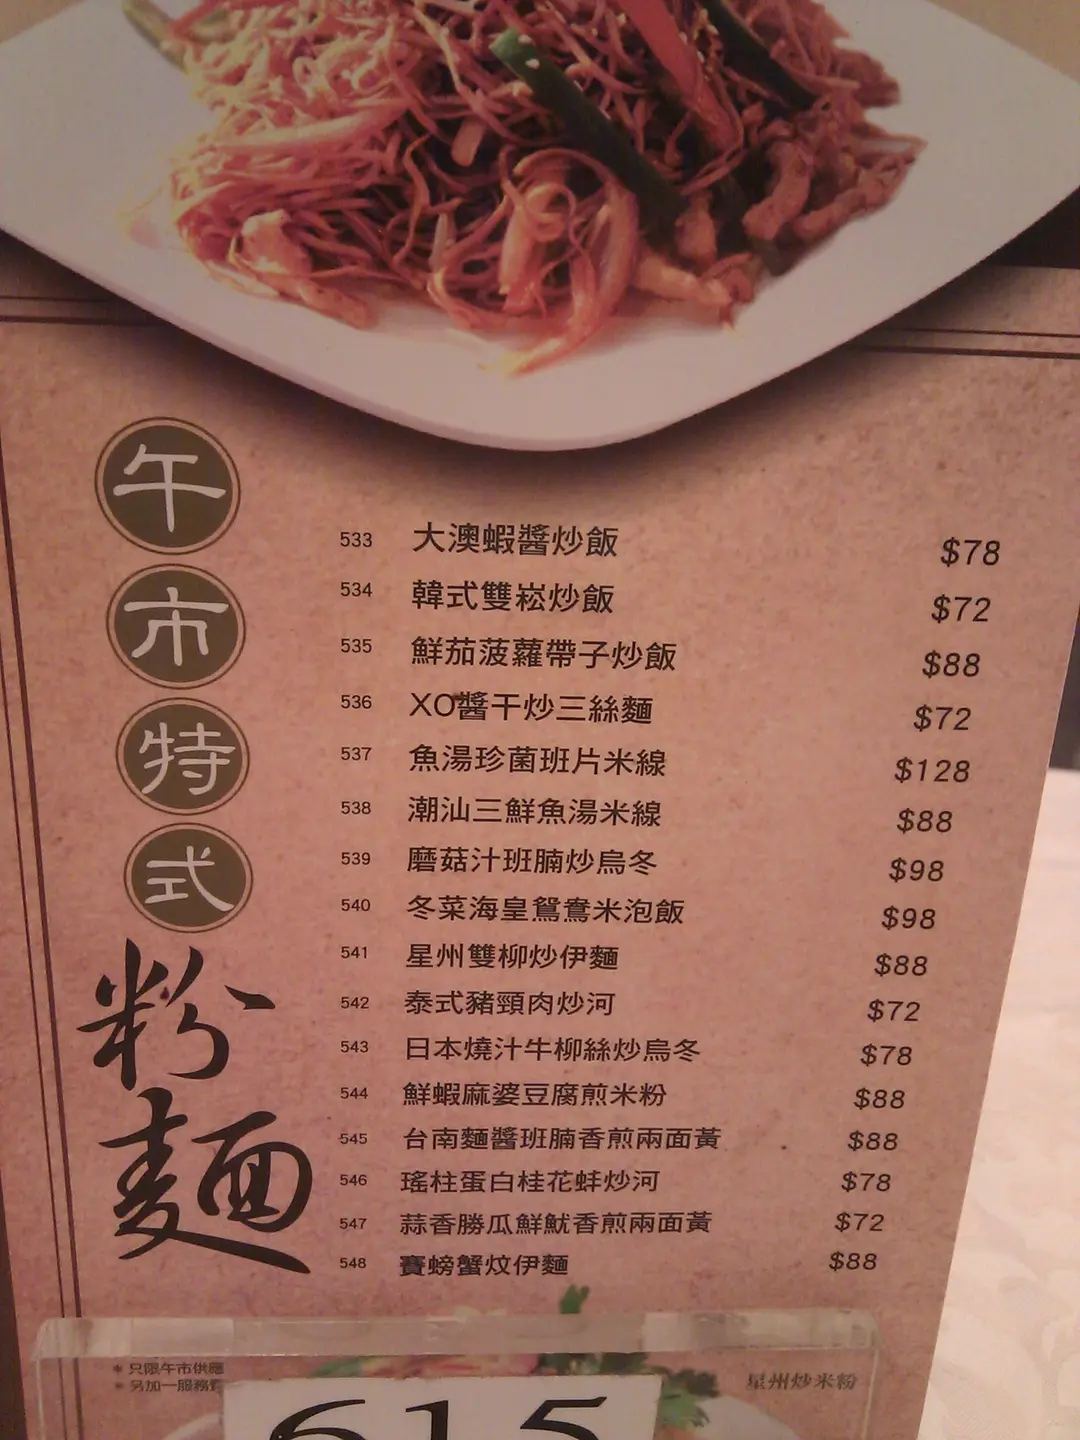 午市特式
粉麵
533 大澳蝦醬炒飯 $78
534 韓式雙崧炒飯 $72
535 鮮茄菠蘿帶子炒飯 $88
536 XO醬干炒三絲麵 $72
537 魚湯珍菌班片米線 $128
538 潮汕三鮮魚湯米線 $88
539 磨菇汁班腩炒烏冬 $98
540 冬菜海皇鴛鴦米泡飯 $98
541 星州雙柳炒伊麵 $88
542 泰式豬頸肉炒河 $72
543 日本燒汁牛柳絲炒烏冬 $78
544 鮮蝦麻婆豆腐煎米粉 $88
545 台南麵醬班腩香煎兩面黃 $88
546 瑤柱蛋白桂花蚌炒河 $78
547 蒜香勝瓜鮮魷香煎兩面黃 $72
548 寶螃蟹炆伊麵 $88
* 只限午市供應
* 另加一服務費
星州炒米粉
615